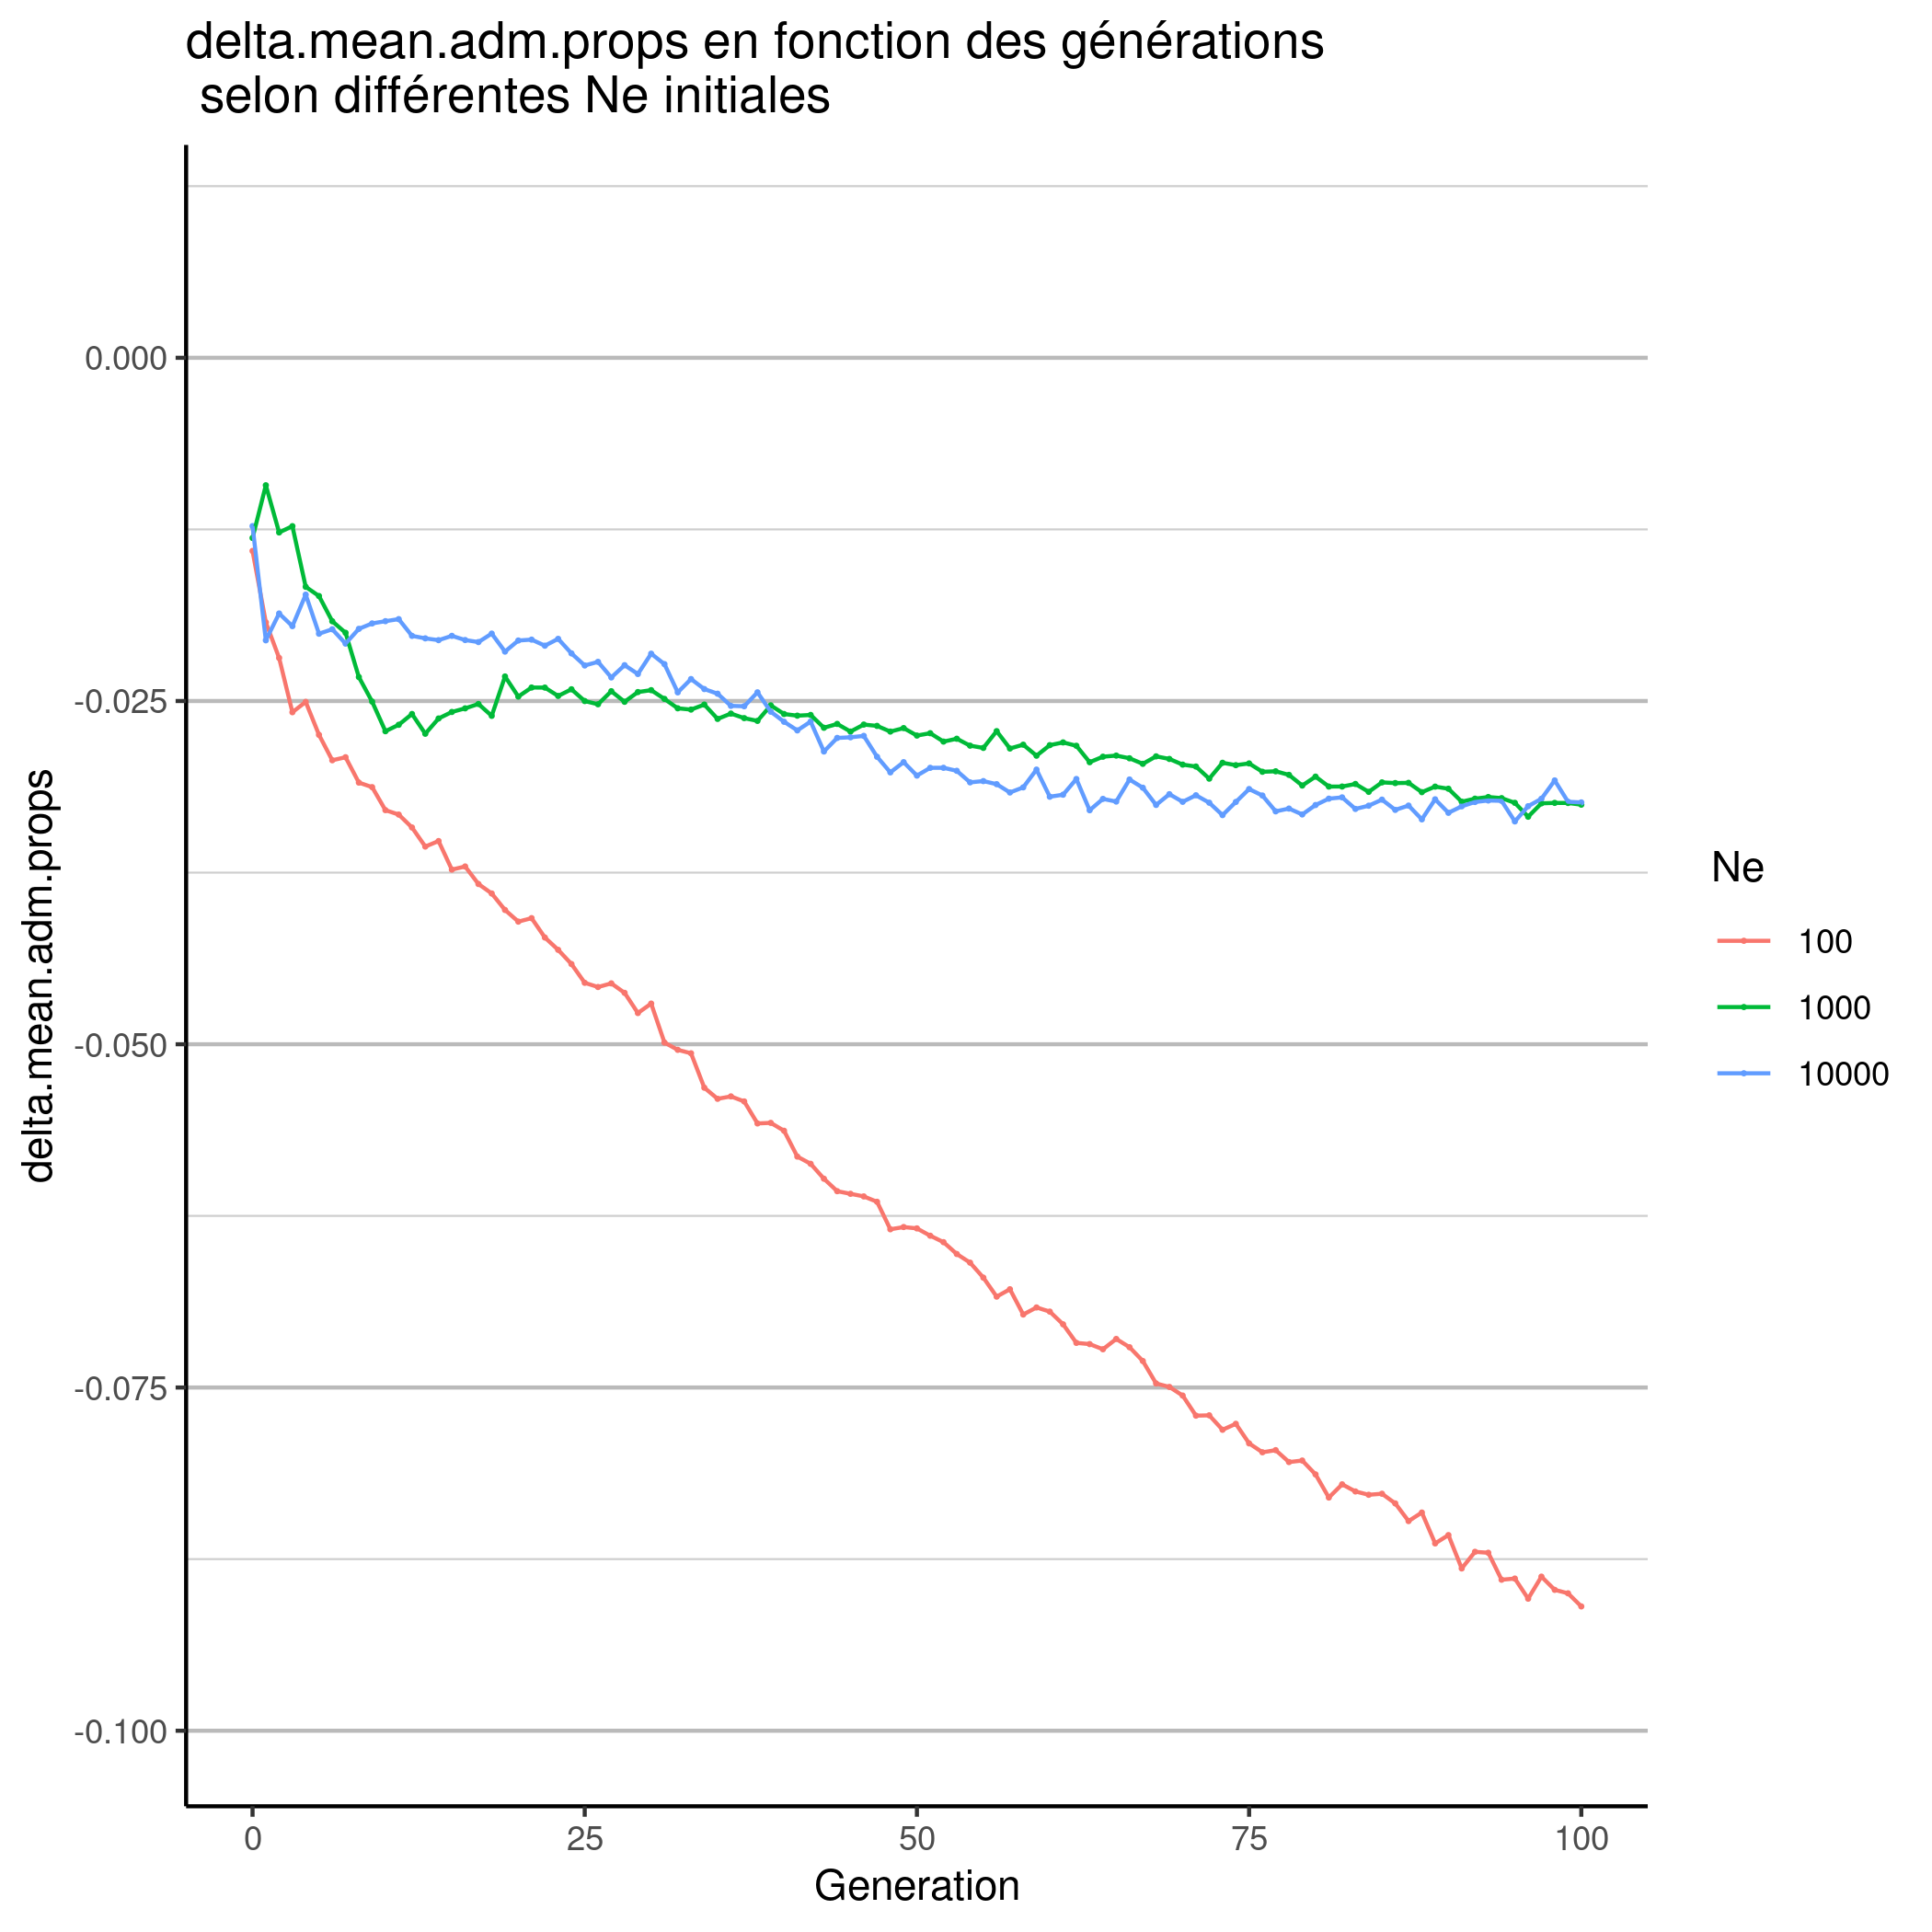 delta.mean.adm.props en fonction des générations
selon différentes Ne initiales
delta.mean.adm.props
0.000
-0.025
-0.050
-0.075
-0.100
0
25
50
75
100
Generation
Ne
100
1000
10000